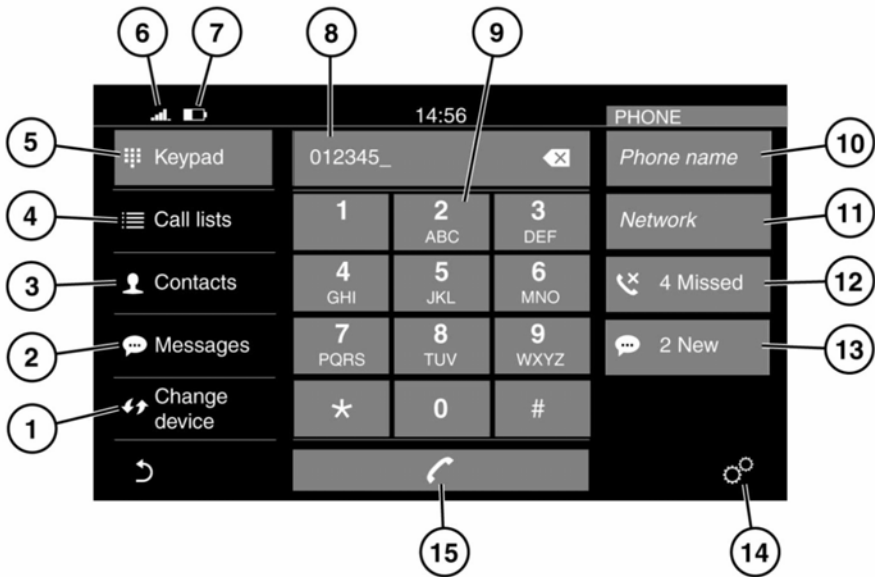 6 7 8 9
14:56 PHONE
5 Keypad 012345_ Phone name 10
4 Call lists 1 2 ABC 3 DEF Network 11
3 Contacts 4 GHI 5 JKL 6 MNO 4 Missed 12
2 Messages 7 PQRS 8 TUV 9 WXYZ 2 New 13
1 Change device * 0 #
15 14